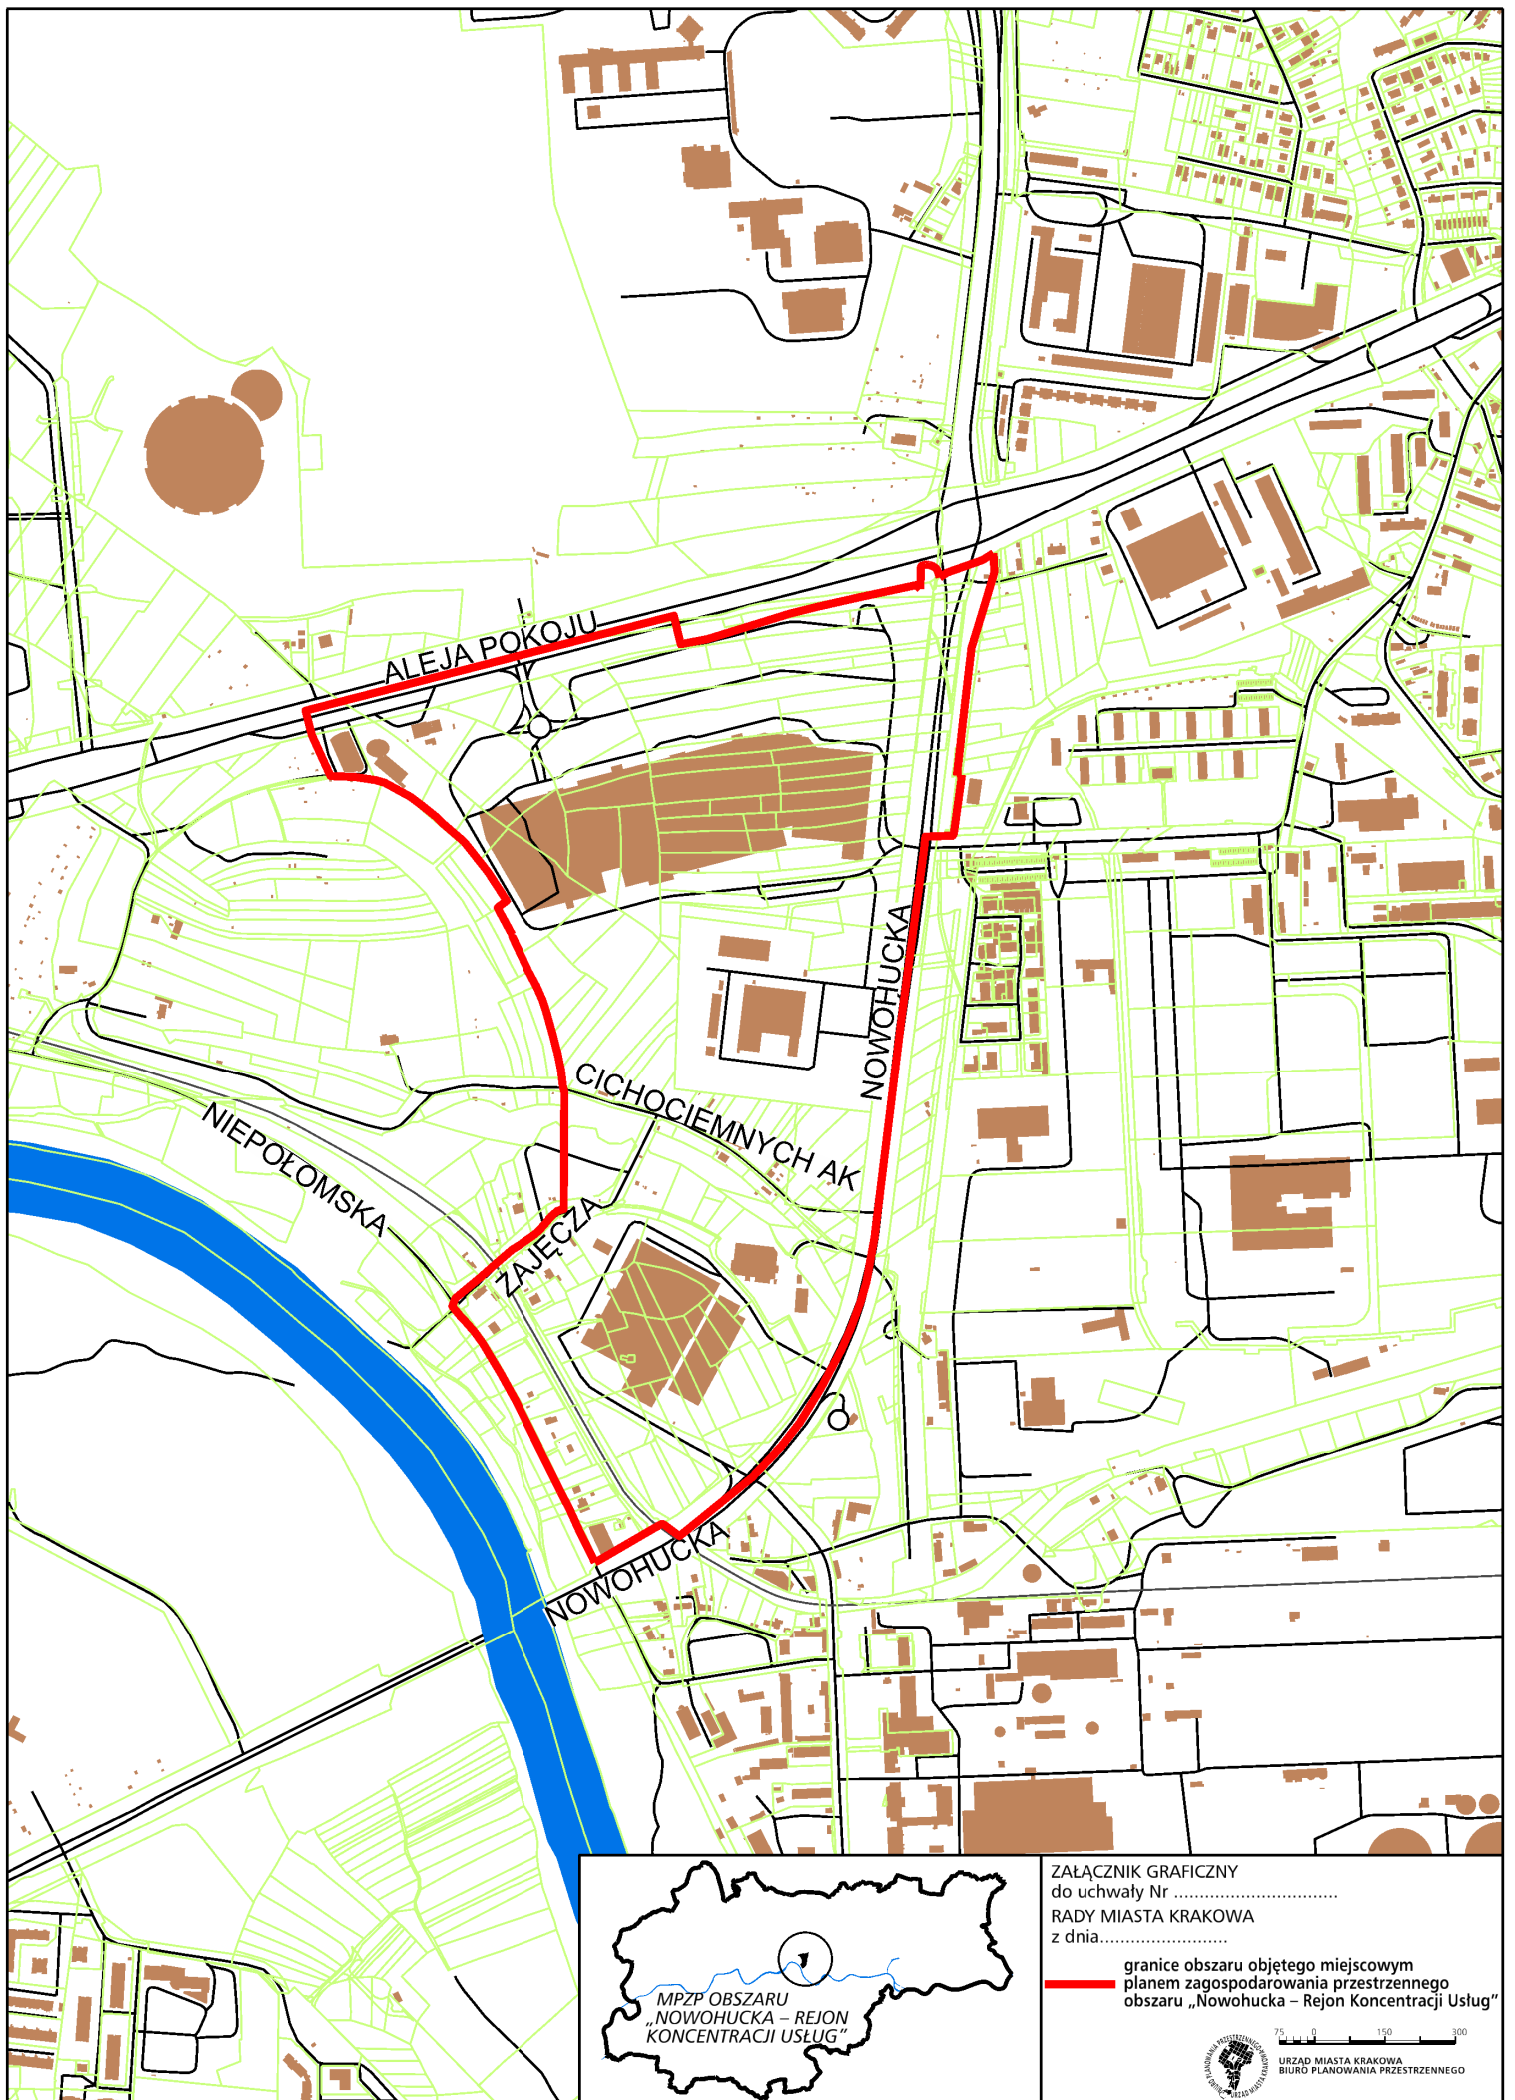 ALEJA POKOJU
NOWOHUCKA
CICHOCIEMNYCH AK
NIEPOŁOMSKA
ZAJĘCZA
NOWOHUCKA
MPZP OBSZARU
„NOWOHUCKA – REJON
KONCENTRACJI USŁUG”
ZAŁĄCZNIK GRAFICZNY
do uchwały Nr ................................
RADY MIASTA KRAKOWA
z dnia.........................
granice obszaru objętego miejscowym
planem zagospodarowania przestrzennego
obszaru „Nowohucka – Rejon Koncentracji Usług”
75 0 150 300
URZĄD MIASTA KRAKOWA
BIURO PLANOWANIA PRZESTRZENNEGO